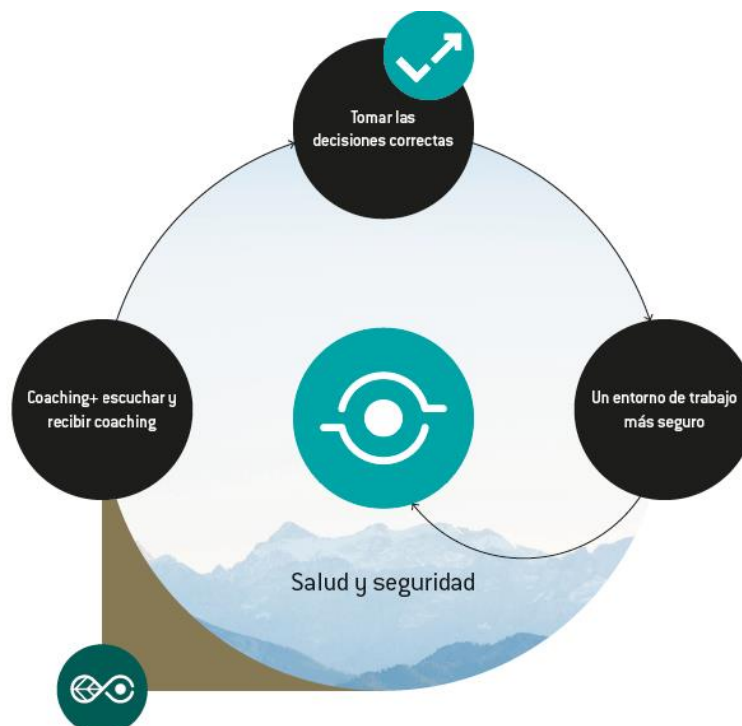 Tomar las
decisiones correctas
Coaching+ escuchar y
recibir coaching
Un entorno de trabajo
más seguro
Salud y seguridad